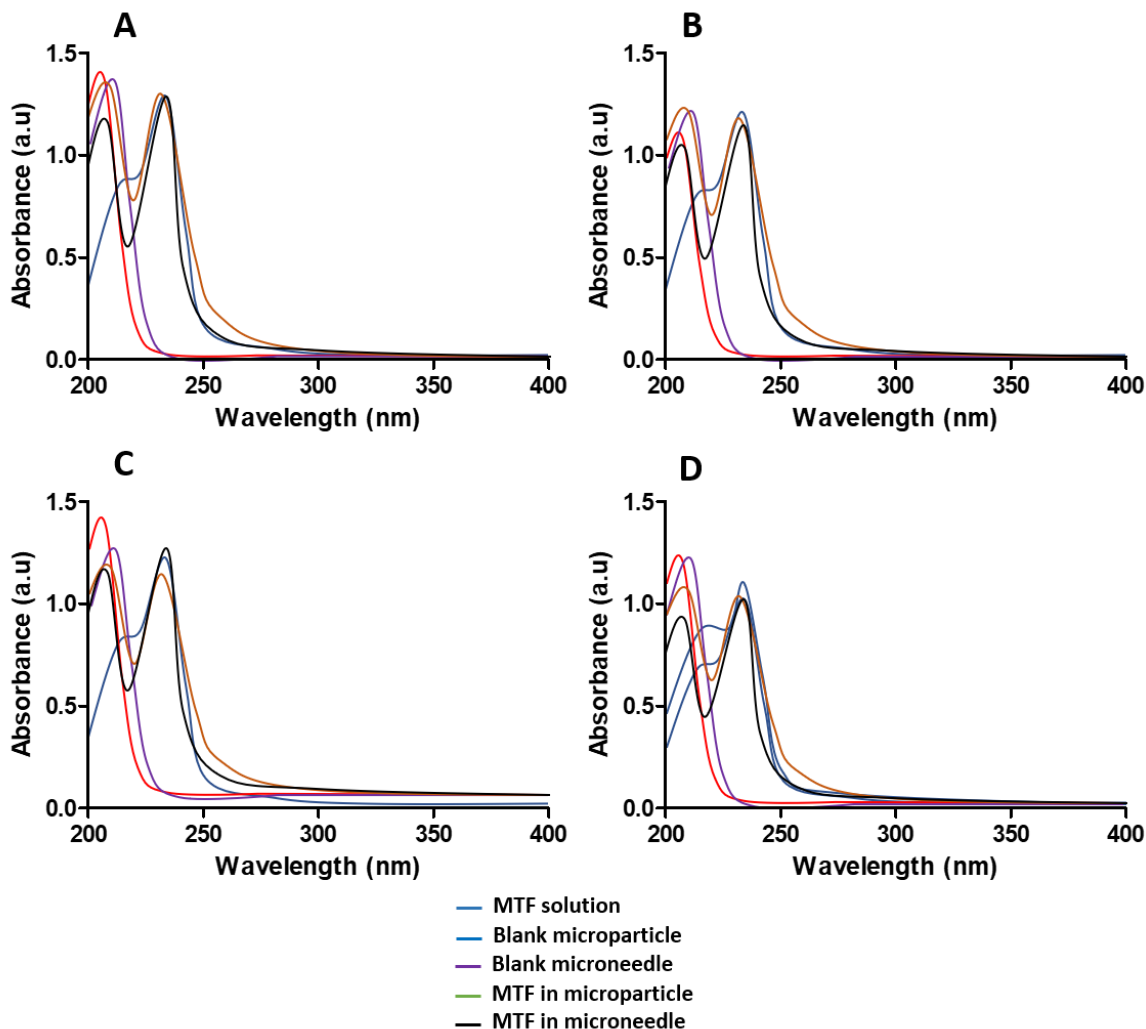 A
B
1.5
1.0
0.5
0.0
Absorbance (a.u)
200
250
300
350
400
Wavelength (nm)
1.5
1.0
0.5
0.0
Absorbance (a.u)
200
250
300
350
400
Wavelength (nm)
C
D
1.5
1.0
0.5
0.0
Absorbance (a.u)
200
250
300
350
400
Wavelength (nm)
1.5
1.0
0.5
0.0
Absorbance (a.u)
200
250
300
350
400
Wavelength (nm)
MTF solution
Blank microparticle
Blank microneedle
MTF in microparticle
MTF in microneedle